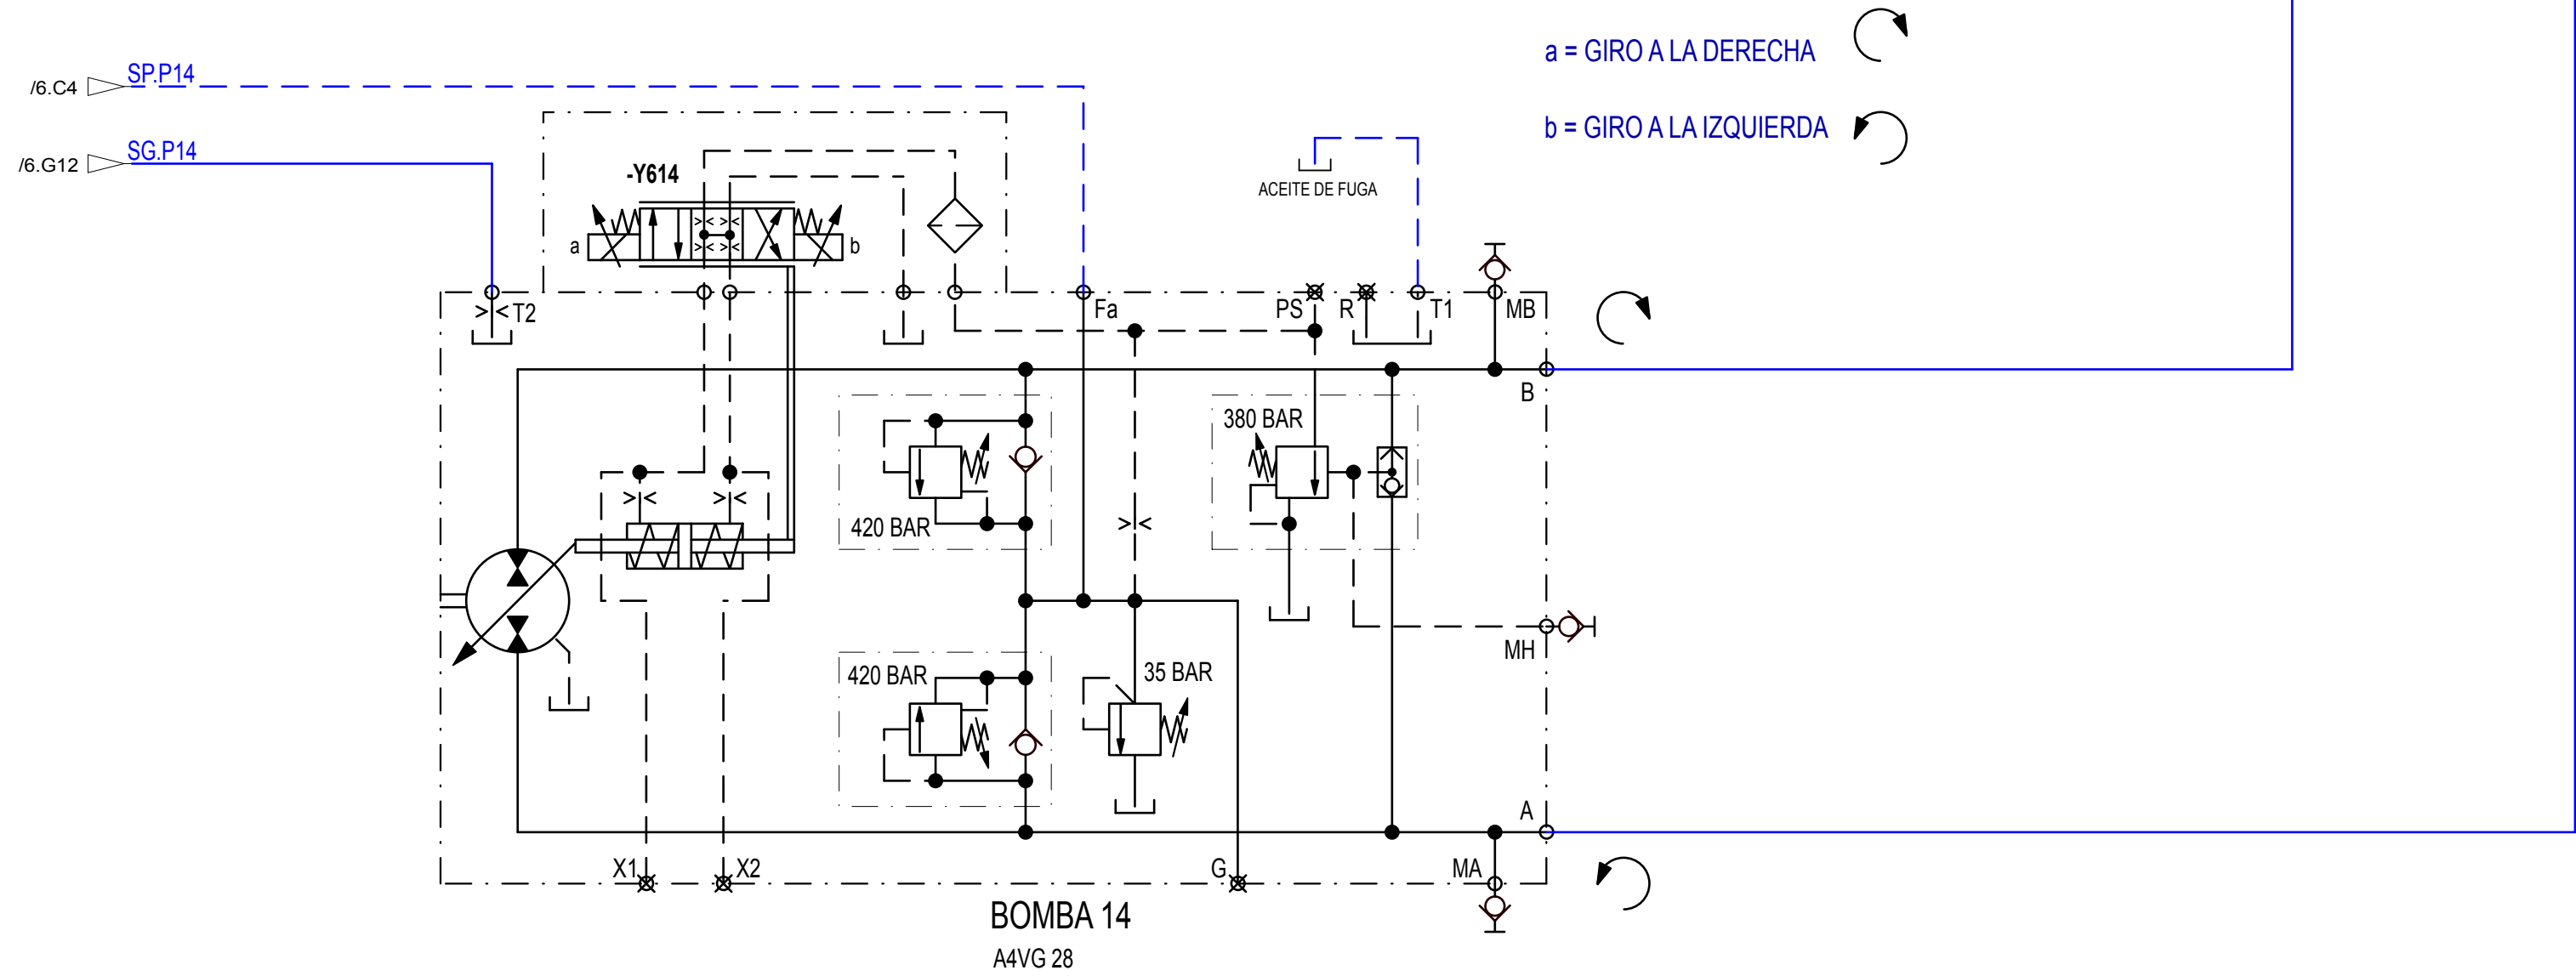 a = GIRO A LA DERECHA
/6.C4
SP.P14
b = GIRO A LA IZQUIERDA
/6.G12
SG.P14
-Y614
ACEITE DE FUGA
a
b
T2
Fa
PS
R
T1
MB
B
380 BAR
420 BAR
MH
420 BAR
35 BAR
A
X1
X2
G
MA
BOMBA 14
A4VG 28